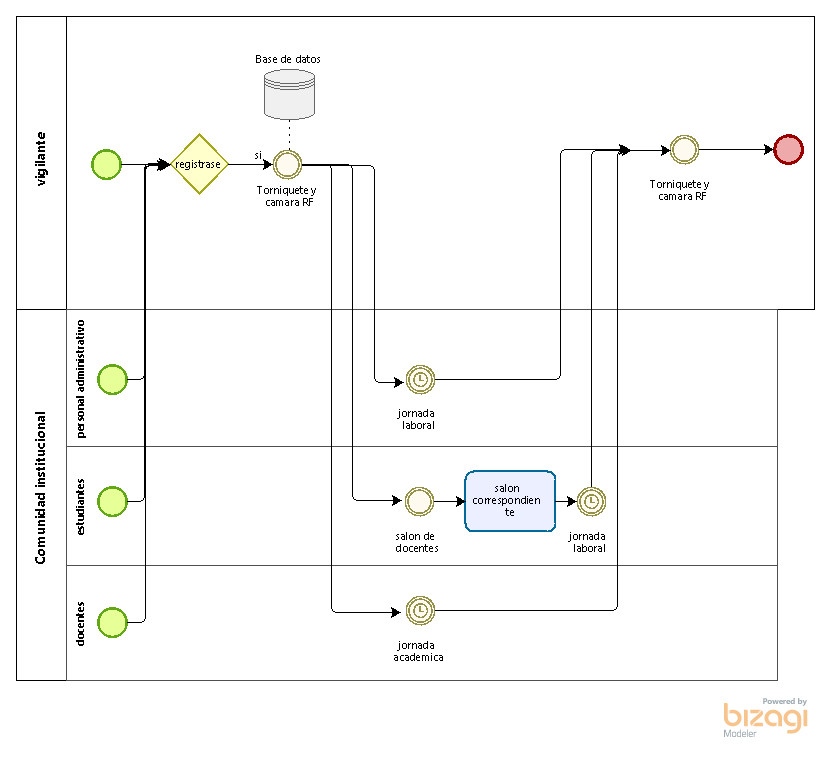 vigilante
Base de datos
registrase
si
Torniquete y
camara RF
Torniquete y
camara RF
Comunidad institucional
personal administrativo
jornada
laboral
estudiantes
salon de
docentes
salon
correspondien
te
jornada
laboral
docentes
jornada
academica
Powered by
bizagi
Modeler